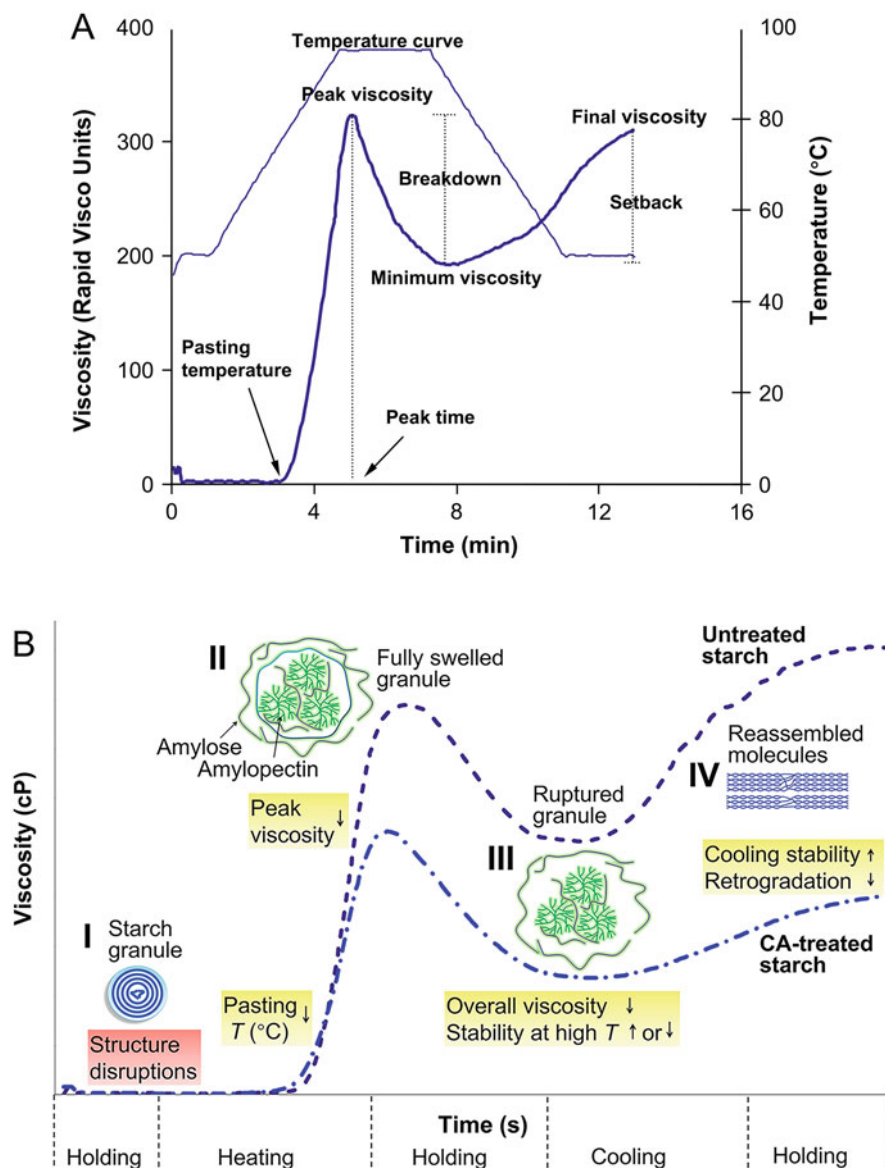 A
400
300
200
100
0
Viscosity (Rapid Visco Units)
100
80
60
40
20
0
Temperature (°C)
Temperature curve
Peak viscosity
Final viscosity
Breakdown
Setback
Minimum viscosity
Pasting
temperature
Peak time
0
4
8
12
16
Time (min)
B
Viscosity (cP)
II
Fully swelled
granule
Untreated
starch
Amylose
Amylopectin
Peak
viscosity ↓
Ruptured
granule
III
IV
Reassembled
molecules
Cooling stability ↑
Retrogradation ↓
I
Starch
granule
CA-treated
starch
Structure
disruptions
Pasting ↓
T (°C)
Overall viscosity ↓
Stability at high T ↑ or ↓
Time (s)
Holding
Heating
Holding
Cooling
Holding